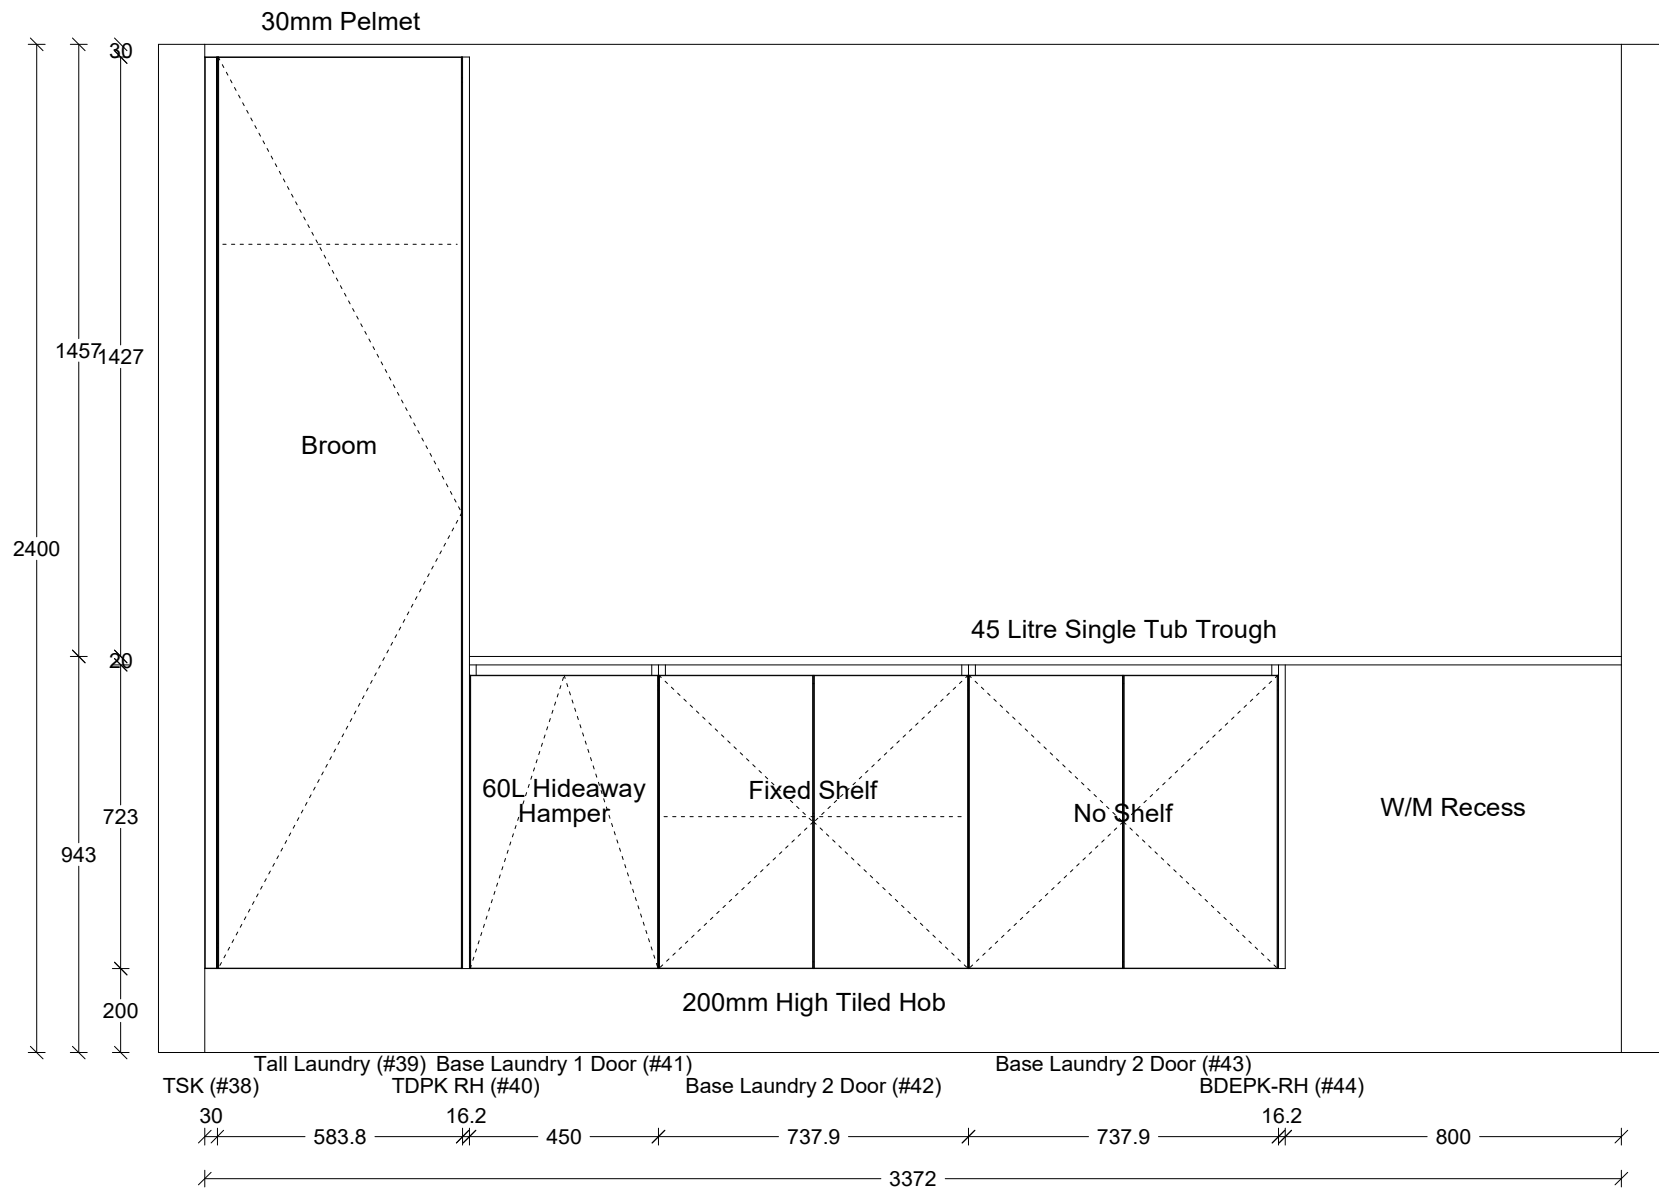 30mm Pelmet
30
1457
1427
Broom
2400
45 Litre Single Tub Trough
20
60L Hideaway
Hamper
Fixed Shelf
No Shelf
W/M Recess
723
943
200mm High Tiled Hob
200
Tall Laundry (#39) Base Laundry 1 Door (#41) Base Laundry 2 Door (#43)
TSK (#38) TDPK RH (#40) Base Laundry 2 Door (#42) BDEPK-RH (#44)
30 16.2 16.2
583.8 450 737.9 737.9 800
3372